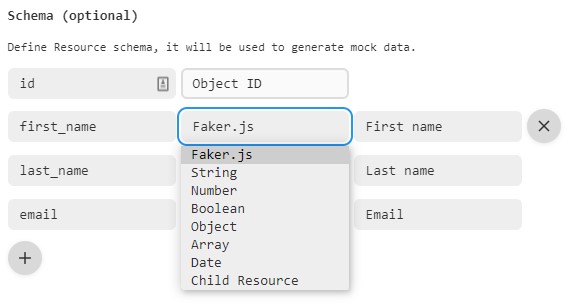 Schema (optional)
Define Resource schema, it will be used to generate mock data.
id Object ID
first_name Faker.js First name
Faker.js
last_name String Last name
Number
Boolean
email Object Email
Array
Date
Child Resource